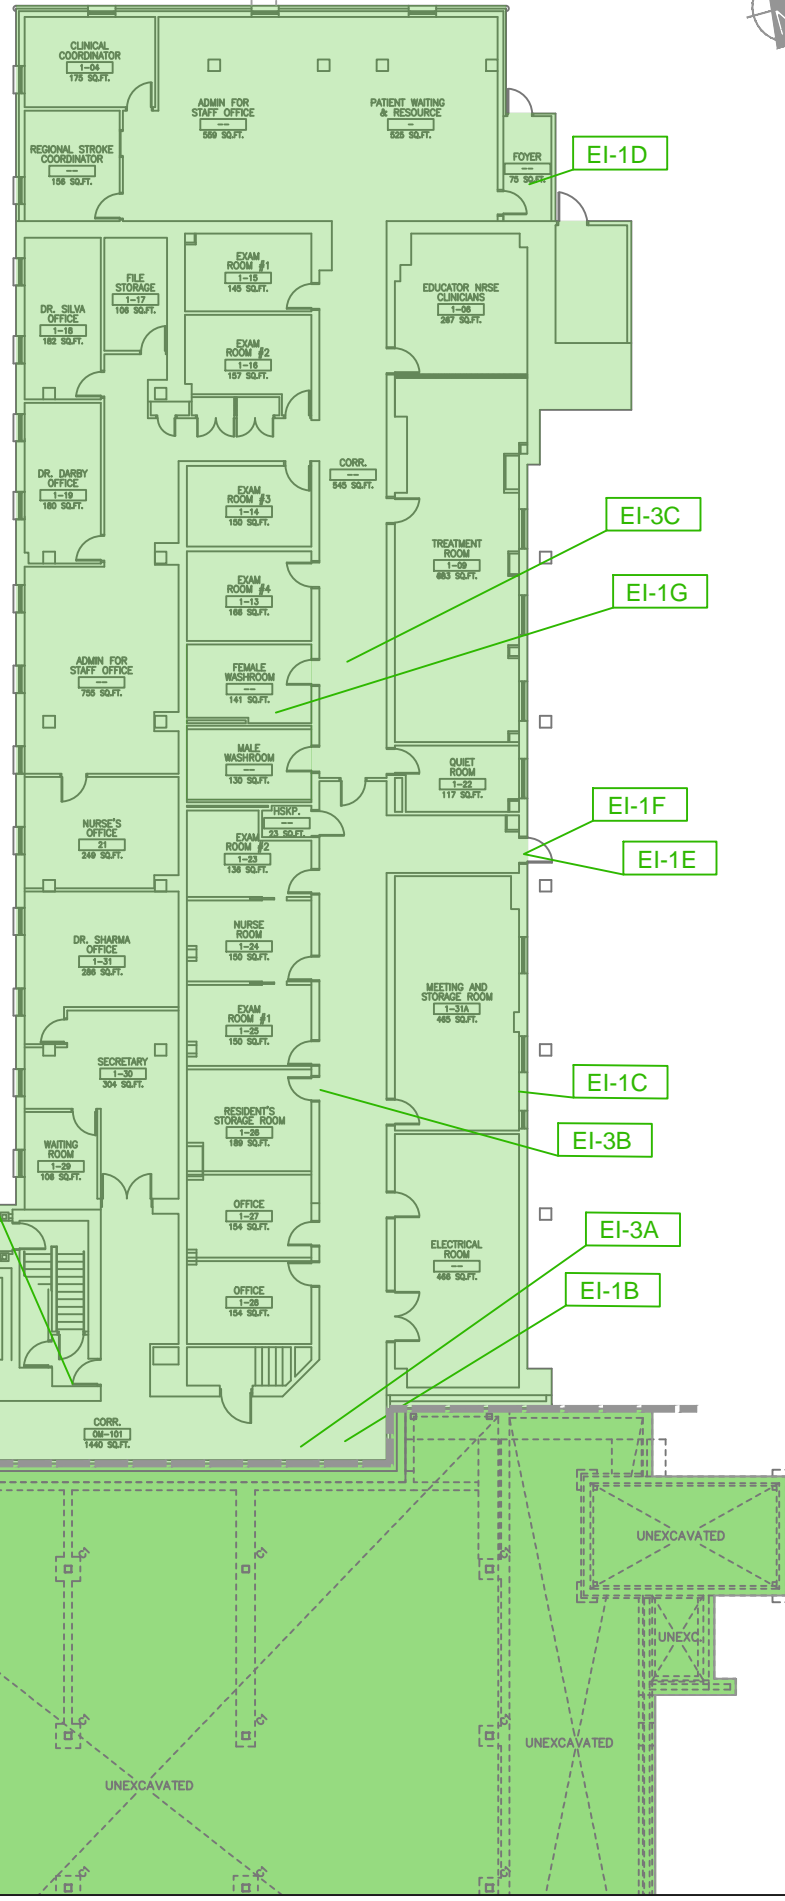 CLINICAL
COORDINATOR
1-04
175 SQ.FT.
ADMIN FOR
STAFF OFFICE
--
559 SQ.FT.
PATIENT WAITING
& RESOURCE
-
525 SQ.FT.
REGIONAL STROKE
COORDINATOR
--
156 SQ.FT.
FOYER
--
75 SQ.FT.
EI-1D
EXAM
ROOM #1
1-15
145 SQ.FT.
FILE
STORAGE
1-17
106 SQ.FT.
EDUCATOR NRSE
CLINICIANS
1-08
267 SQ.FT.
DR. SILVA
OFFICE
1-18
182 SQ.FT.
EXAM
ROOM #2
1-16
157 SQ.FT.
CORR.
--
545 SQ.FT.
DR. DARBY
OFFICE
1-19
180 SQ.FT.
EXAM
ROOM #3
1-14
150 SQ.FT.
EI-3C
TREATMENT
ROOM
1-09
683 SQ.FT.
EXAM
ROOM #4
1-13
166 SQ.FT.
EI-1G
ADMIN FOR
STAFF OFFICE
--
755 SQ.FT.
FEMALE
WASHROOM
--
141 SQ.FT.
MALE
WASHROOM
--
130 SQ.FT.
QUIET
ROOM
1-22
117 SQ.FT.
EI-1F
HSKP.
--
23 SQ.FT.
NURSE'S
OFFICE
21
249 SQ.FT.
EXAM
ROOM #2
1-23
136 SQ.FT.
EI-1E
DR. SHARMA
OFFICE
1-31
286 SQ.FT.
NURSE
ROOM
1-24
150 SQ.FT.
MEETING AND
STORAGE ROOM
1-31A
465 SQ.FT.
EXAM
ROOM #1
1-25
150 SQ.FT.
SECRETARY
1-30
304 SQ.FT.
EI-1C
RESIDENT'S
STORAGE ROOM
1-26
189 SQ.FT.
EI-3B
WAITING
ROOM
1-29
106 SQ.FT.
OFFICE
1-27
154 SQ.FT.
EI-3A
ELECTRICAL
ROOM
--
466 SQ.FT.
OFFICE
1-28
154 SQ.FT.
EI-1B
CORR.
0M-101
1440 SQ.FT.
UNEXCAVATED
C1
C1
C1
UNEXC.
C1
C1
C1
UNEXCAVATED
UNEXCAVATED
C1
C1
C1